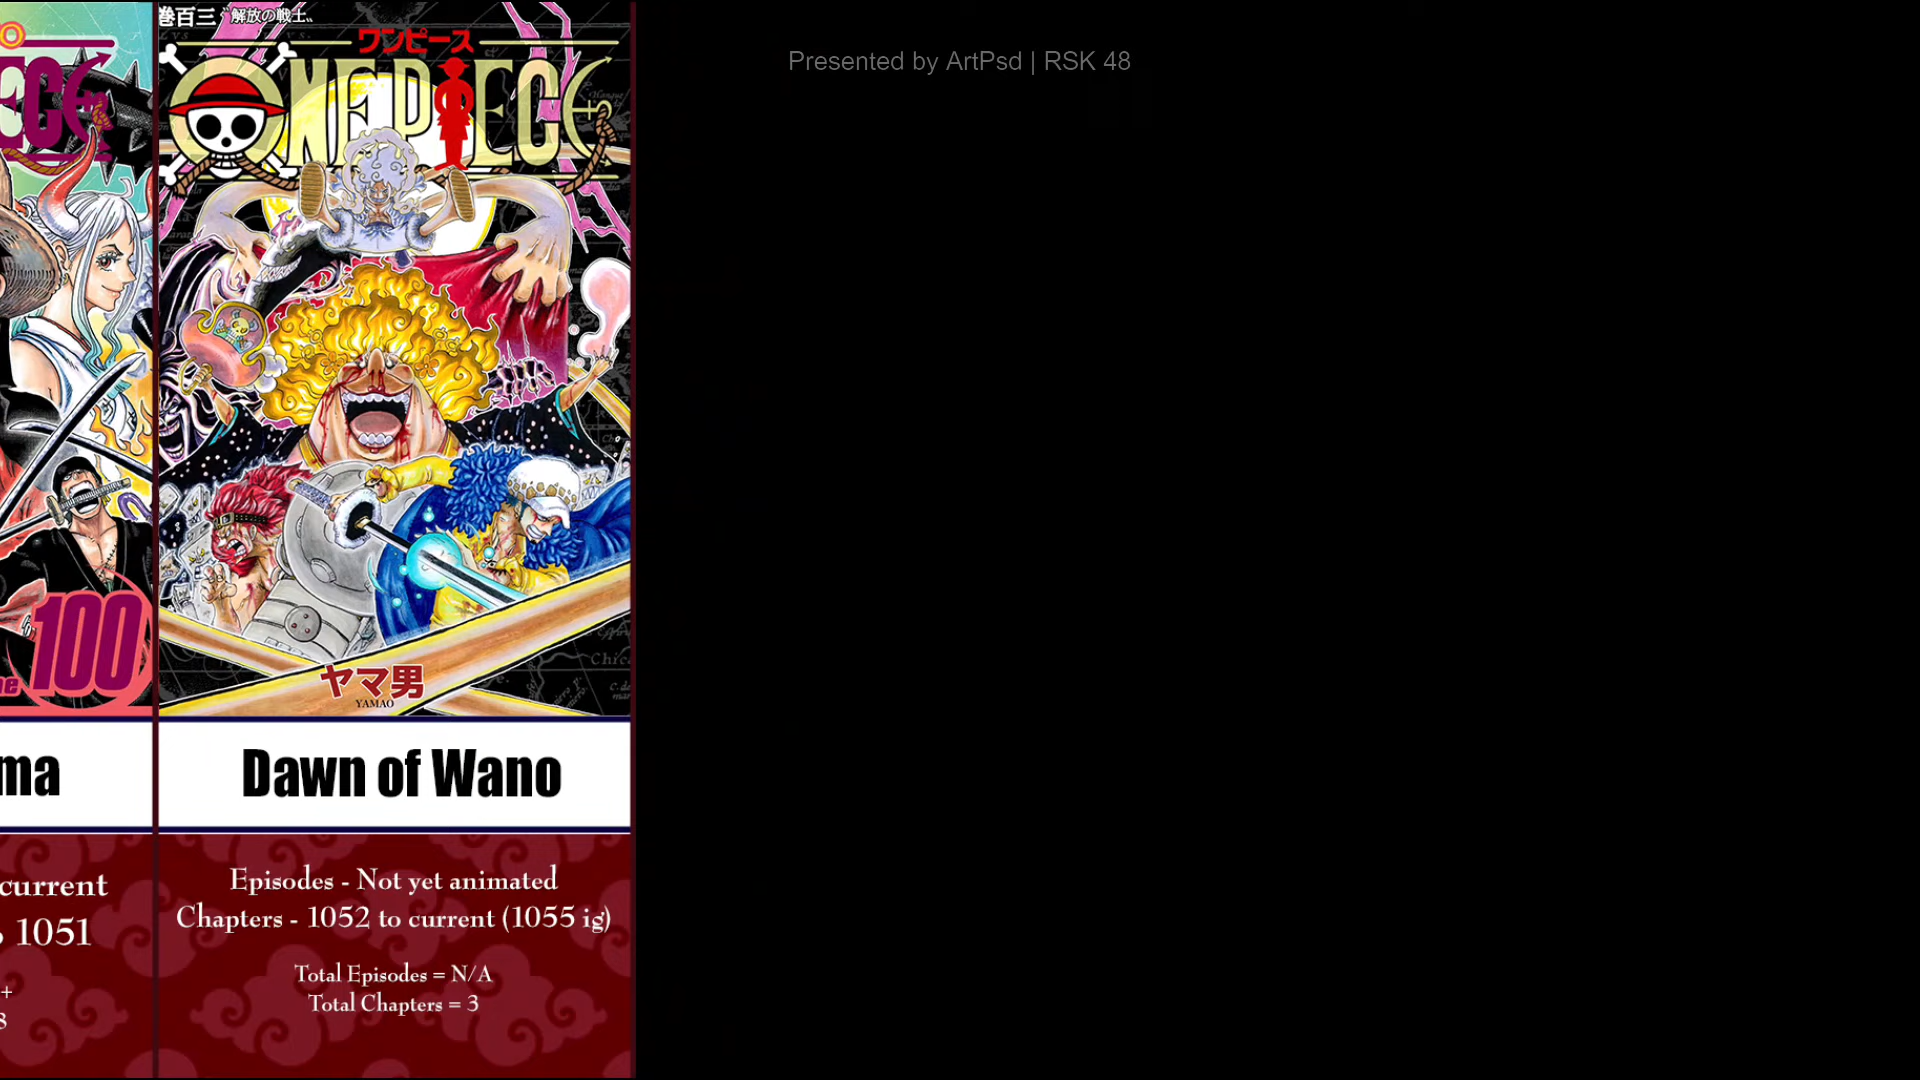 巻百三 〝解放の戦士〟
ワンピース
ONE PIECE
ヤマ男
YAMAO
Dawn of Wano
Episodes - Not yet animated
Chapters - 1052 to current (1055 ig)
Total Episodes = N/A
Total Chapters = 3
ECE
100
ma
current
1051
+
8
Presented by ArtPsd | RSK 48